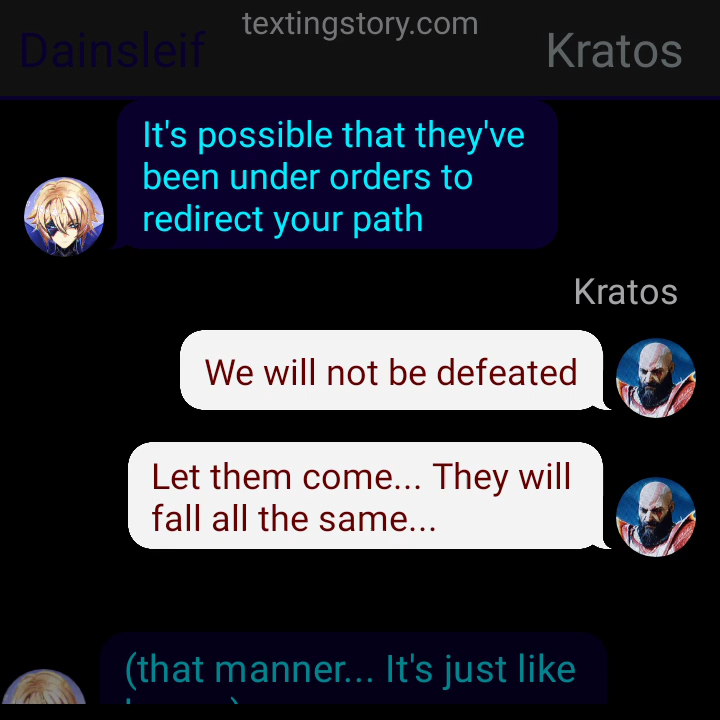 textingstory.com
Dainsleif
Kratos
It's possible that they've
been under orders to
redirect your path
Kratos
We will not be defeated
Let them come... They will
fall all the same...
(that manner... It's just like